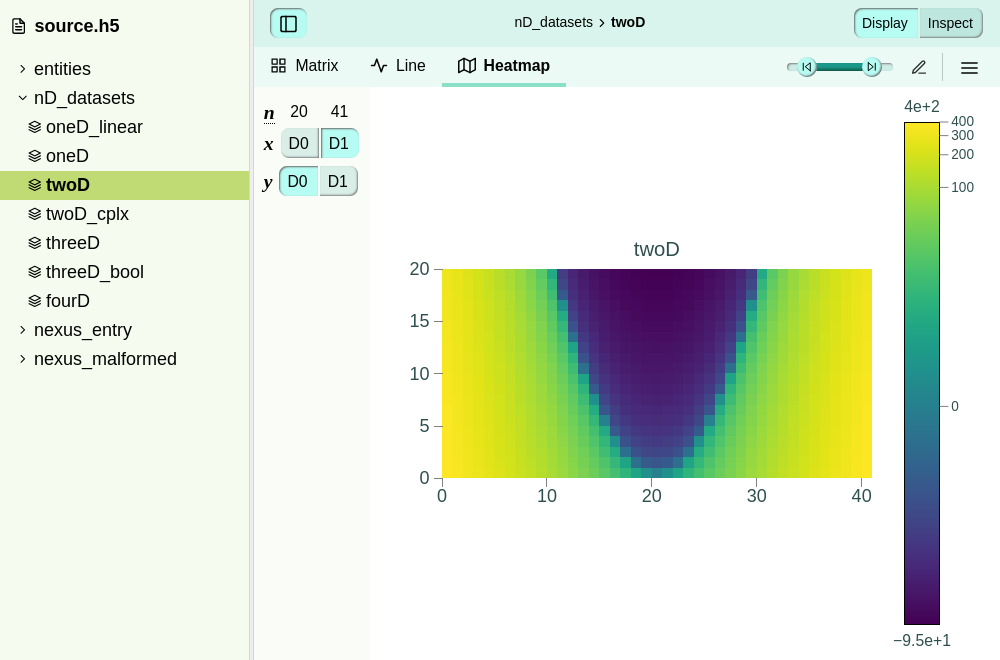 source.h5
entities
nD_datasets
oneD_linear
oneD
twoD
twoD_cplx
threeD
threeD_bool
fourD
nexus_entry
nexus_malformed
nD_datasets › twoD
Display Inspect
Matrix Line Heatmap
n 20 41
x D0 D1
y D0 D1
twoD
20
15
10
5
0
0 10 20 30 40
4e+2
400
300
200
100
0
−9.5e+1